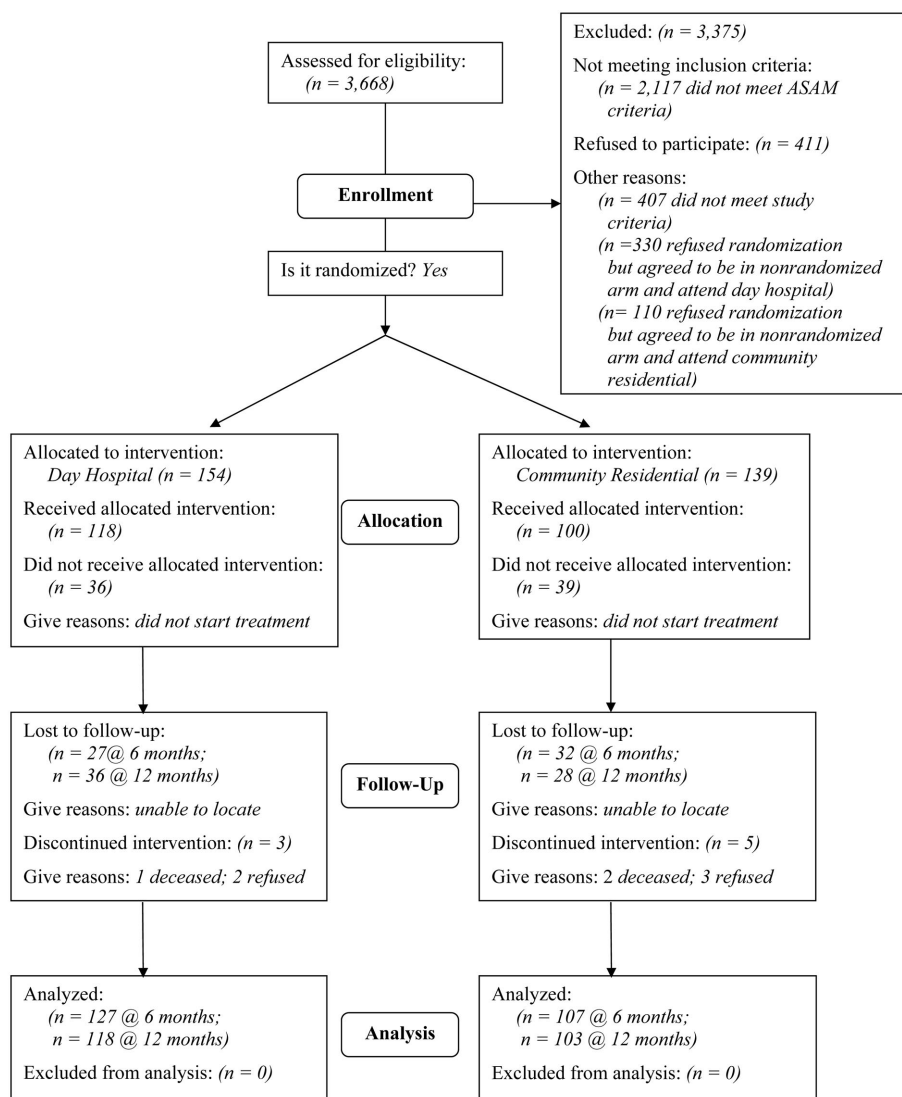 Assessed for eligibility:
(n = 3,668)
Excluded: (n = 3,375)
Not meeting inclusion criteria:
(n = 2,117 did not meet ASAM
criteria)
Refused to participate: (n = 411)
Other reasons:
(n = 407 did not meet study
criteria)
(n =330 refused randomization
but agreed to be in nonrandomized
arm and attend day hospital)
(n= 110 refused randomization
but agreed to be in nonrandomized
arm and attend community
residential)
Enrollment
Is it randomized? Yes
Allocated to intervention:
Day Hospital (n = 154)
Received allocated intervention:
(n = 118)
Did not receive allocated intervention:
(n = 36)
Give reasons: did not start treatment
Allocation
Allocated to intervention:
Community Residential (n = 139)
Received allocated intervention:
(n = 100)
Did not receive allocated intervention:
(n = 39)
Give reasons: did not start treatment
Lost to follow-up:
(n = 27@ 6 months;
n = 36 @ 12 months)
Give reasons: unable to locate
Discontinued intervention: (n = 3)
Give reasons: 1 deceased; 2 refused
Follow-Up
Lost to follow-up:
(n = 32 @ 6 months;
n = 28 @ 12 months)
Give reasons: unable to locate
Discontinued intervention: (n = 5)
Give reasons: 2 deceased; 3 refused
Analyzed:
(n = 127 @ 6 months;
n = 118 @ 12 months)
Excluded from analysis: (n = 0)
Analysis
Analyzed:
(n = 107 @ 6 months;
n = 103 @ 12 months)
Excluded from analysis: (n = 0)